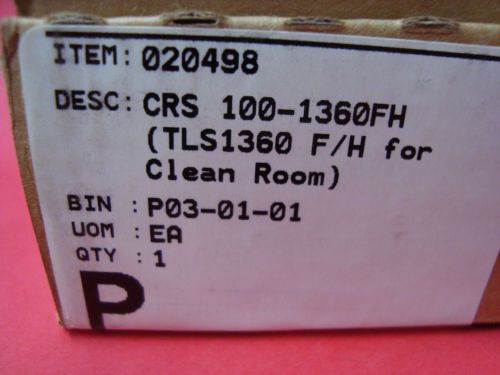 ITEM: 020498
DESC: CRS 100-1360FH
(TLS1360 F/H for
Clean Room)
BIN : P03-01-01
UOM : EA
QTY : 1
P